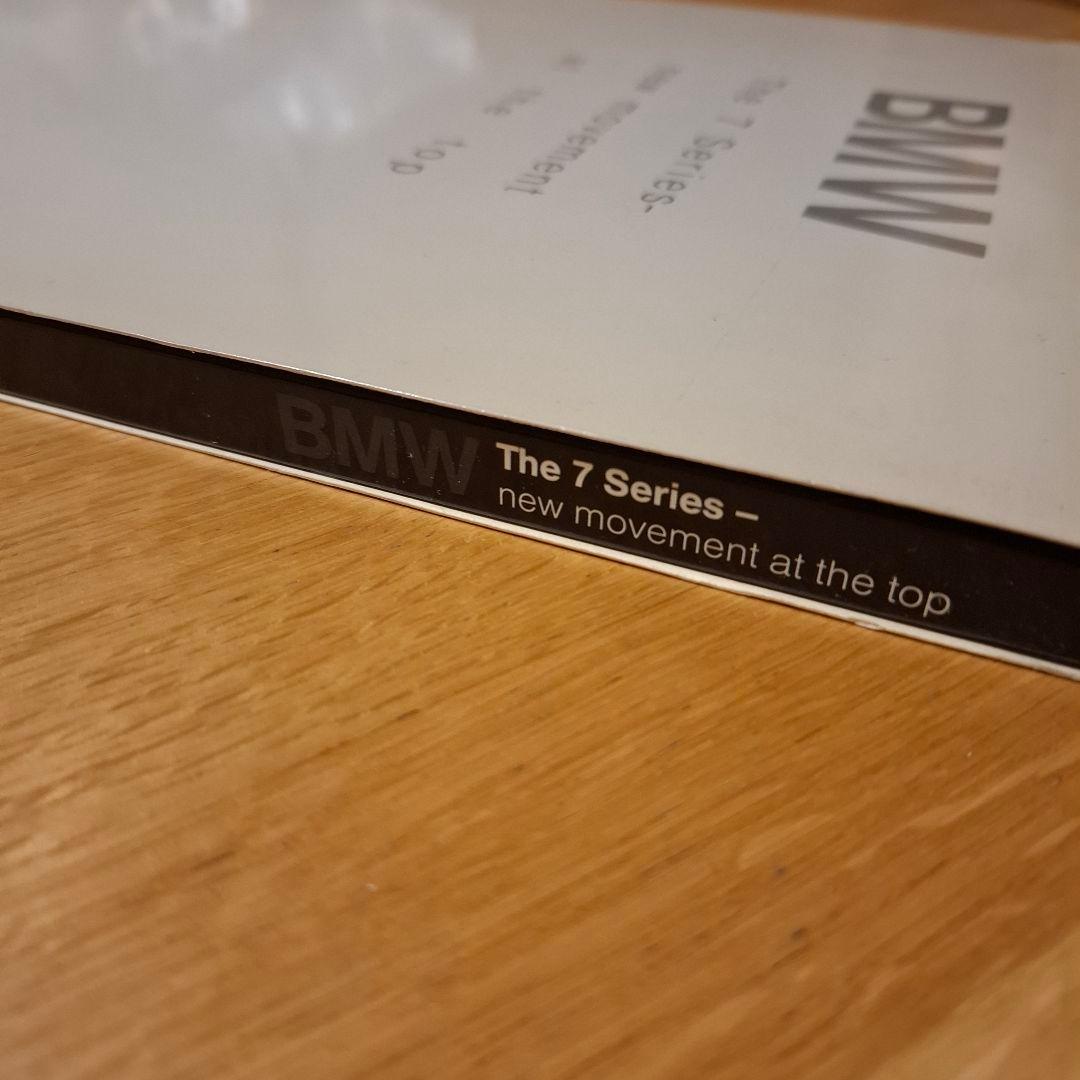 BMW
The 7 Series-
new movement
at the top
BMW
The 7 Series –
new movement at the top